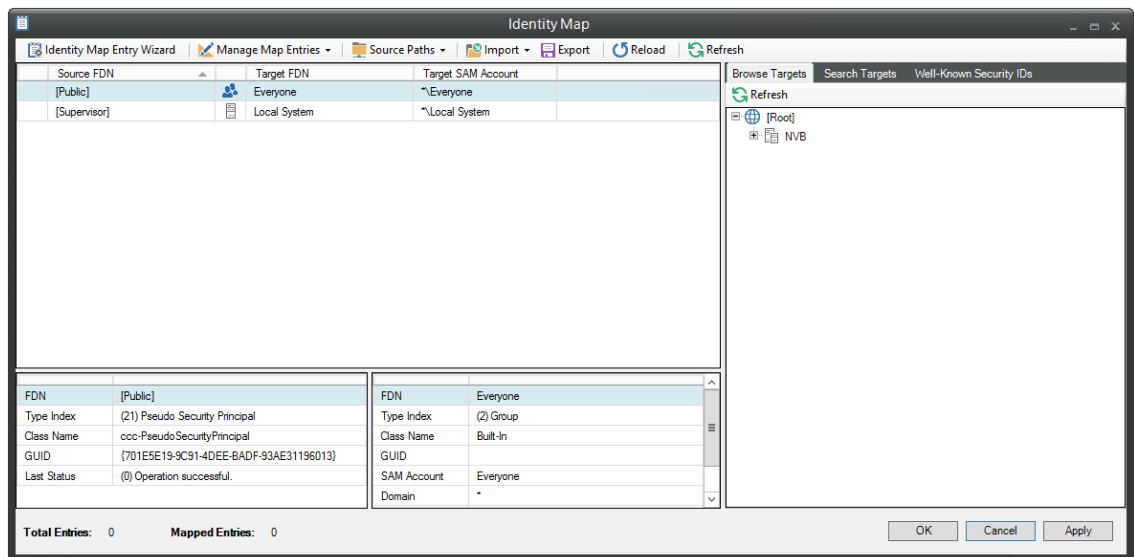 Identity Map
Identity Map Entry Wizard Manage Map Entries Source Paths Import Export Reload Refresh
Source FDN Target FDN Target SAM Account
[Public] Everyone *\Everyone
[Supervisor] Local System *\Local System
Browse Targets Search Targets Well-Known Security IDs
Refresh
[Root]
NVB
FDN [Public]
Type Index (21) Pseudo Security Principal
Class Name ccc-PseudoSecurityPrincipal
GUID {701E5E19-9C91-4DEE-BADF-93AE31196013}
Last Status (0) Operation successful.
FDN Everyone
Type Index (2) Group
Class Name Built-In
GUID
SAM Account Everyone
Domain *
Total Entries: 0 Mapped Entries: 0
OK Cancel Apply